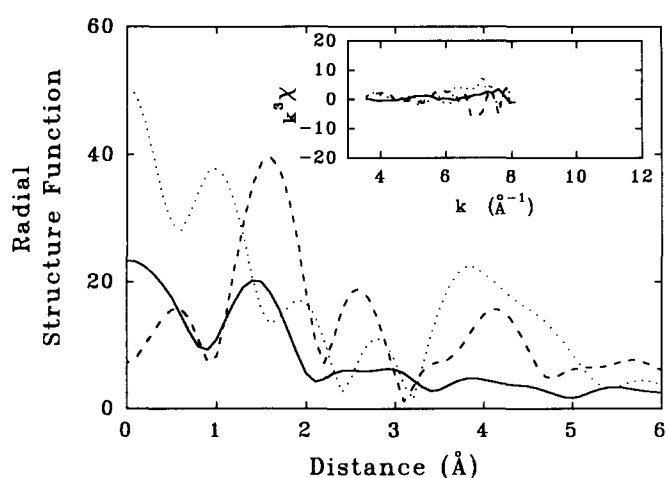 60
40
20
0
Radial
Structure Function
0 1 2 3 4 5 6
Distance (Å)
20
10
0
−10
−20
k³χ
4 6 8 10 12
k (Å⁻¹)